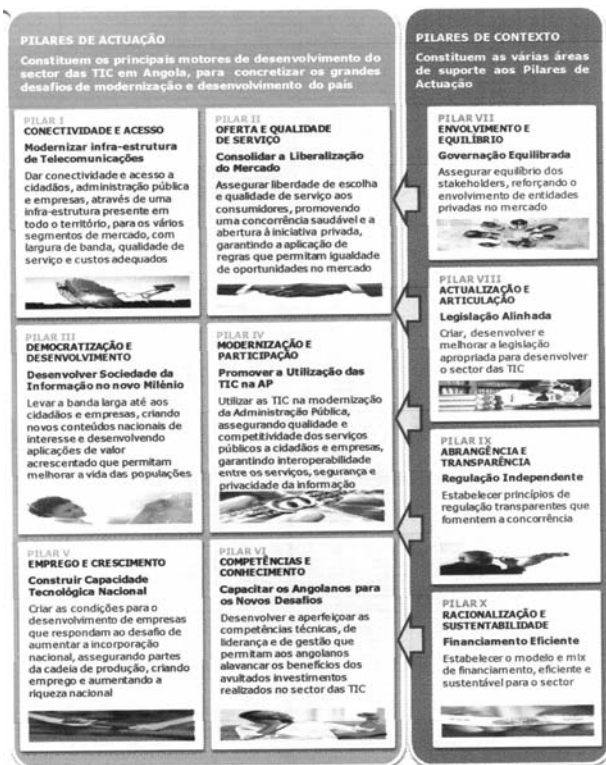 PILARES DE ACTUAÇÃO
Constituem os principais motores de desenvolvimento do
sector das TIC em Angola, para concretizar os grandes
desafios de modernização e desenvolvimento do país
PILAR I
CONECTIVIDADE E ACESSO
Modernizar infra-estrutura
de Telecomunicações
Dar conectividade e acesso a
cidadãos, administração pública
e empresas, através de uma
infra-estrutura presente em
todo o território, para os vários
segmentos de mercado, com
largura de banda, qualidade de
serviço e custos adequados
PILAR II
OFERTA E QUALIDADE
DE SERVIÇO
Consolidar a Liberalização
do Mercado
Assegurar liberdade de escolha
e qualidade de serviço aos
consumidores, promovendo
uma concorrência saudável e a
abertura à iniciativa privada,
garantindo a aplicação de
regras que permitam igualdade
de oportunidades no mercado
PILAR III
DEMOCRATIZAÇÃO E
DESENVOLVIMENTO
Desenvolver Sociedade da
Informação no novo Milénio
Levar a banda larga até aos
cidadãos e empresas, criando
novos conteúdos nacionais de
interesse e desenvolvendo
aplicações de valor
acrescentado que permitam
melhorar a vida das populações
PILAR IV
MODERNIZAÇÃO E
PARTICIPAÇÃO
Promover a Utilização das
TIC na AP
Utilizar as TIC na modernização
da Administração Pública,
assegurando qualidade e
competitividade dos serviços
públicos a cidadãos e empresas,
garantindo interoperabilidade
entre os serviços, segurança e
privacidade da informação
PILAR V
EMPREGO E CRESCIMENTO
Construir Capacidade
Tecnológica Nacional
Criar as condições para o
desenvolvimento de empresas
que respondam ao desafio de
aumentar a incorporação
nacional, assegurando partes
da cadeia de produção, criando
emprego e aumentando a
riqueza nacional
PILAR VI
COMPETÊNCIAS E
CONHECIMENTO
Capacitar os Angolanos para
os Novos Desafios
Desenvolver e aperfeiçoar as
competências técnicas, de
liderança e de gestão que
permitam aos angolanos
alavancar os benefícios dos
avultados investimentos
realizados no sector das TIC
PILARES DE CONTEXTO
Constituem as várias áreas
de suporte aos Pilares de
Actuação
PILAR VII
ENVOLVIMENTO E
EQUILÍBRIO
Governação Equilibrada
Assegurar equilíbrio dos
stakeholders, reforçando o
envolvimento de entidades
privadas no mercado
PILAR VIII
ACTUALIZAÇÃO E
ARTICULAÇÃO
Legislação Alinhada
Criar, desenvolver e
melhorar a legislação
apropriada para desenvolver
o sector das TIC
PILAR IX
ABRANGÊNCIA E
TRANSPARÊNCIA
Regulação Independente
Estabelecer princípios de
regulação transparentes que
fomentem a concorrência
PILAR X
RACIONALIZAÇÃO E
SUSTENTABILIDADE
Financiamento Eficiente
Estabelecer o modelo e mix
de financiamento, eficiente e
sustentável para o sector